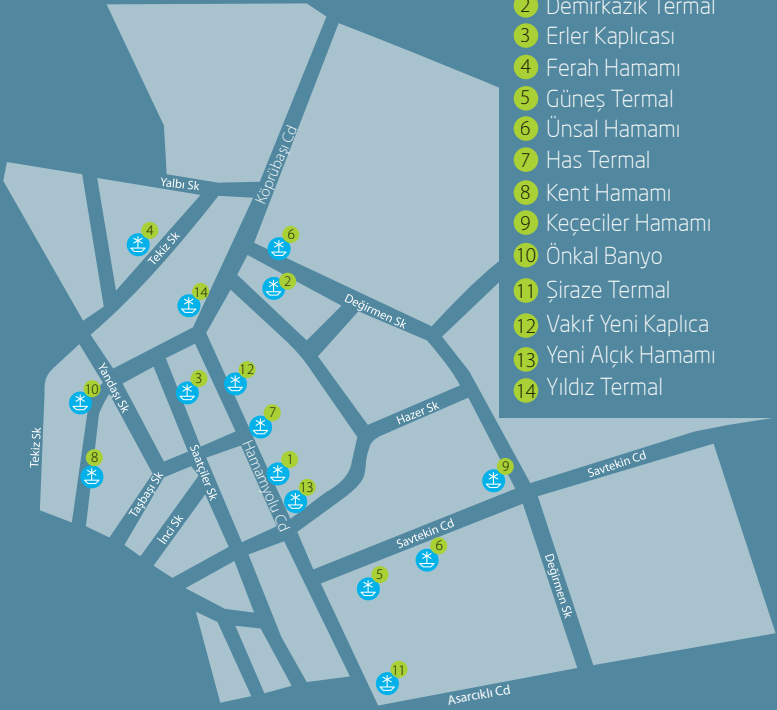 2 Demirkazık Termal
3 Erler Kaplıcası
4 Ferah Hamamı
5 Güneş Termal
6 Ünsal Hamamı
7 Has Termal
8 Kent Hamamı
9 Keçeciler Hamamı
10 Önkal Banyo
11 Şiraze Termal
12 Vakıf Yeni Kaplıca
13 Yeni Alçık Hamamı
14 Yıldız Termal
Köprübaşı Cd
Yalbı Sk
4
Tekiz Sk
6
2
14
Değirmen Sk
Yandaşı Sk
12
3
10
7
Hazer Sk
Tekiz Sk
8
Saatçiler Sk
Hamamyolu Cd
1
9
Savtekin Cd
Taşbaşı Sk
13
İnci Sk
Savtekin Cd
6
5
Değirmen Sk
11
Asarcıklı Cd